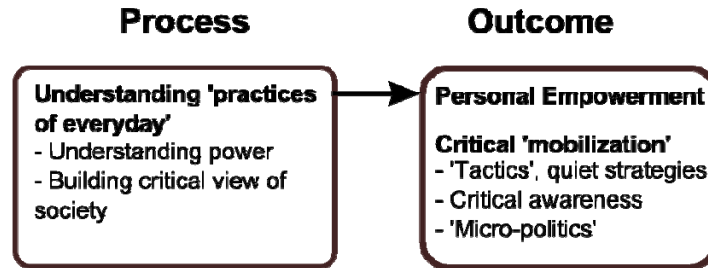 Process
Outcome
Understanding 'practices
of everyday'
- Understanding power
- Building critical view of
society
Personal Empowerment
Critical 'mobilization'
- 'Tactics', quiet strategies
- Critical awareness
- 'Micro-politics'